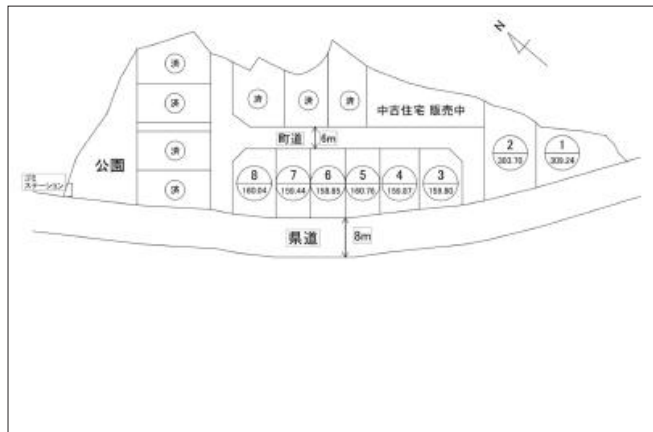 N
済
済
済
済
済
済
済
中古住宅 販売中
町道 6m
公園
ゴミ
ステーション
8
160.04
7
159.44
6
158.85
5
160.76
4
159.87
3
159.80
2
303.70
1
309.24
県道 8m